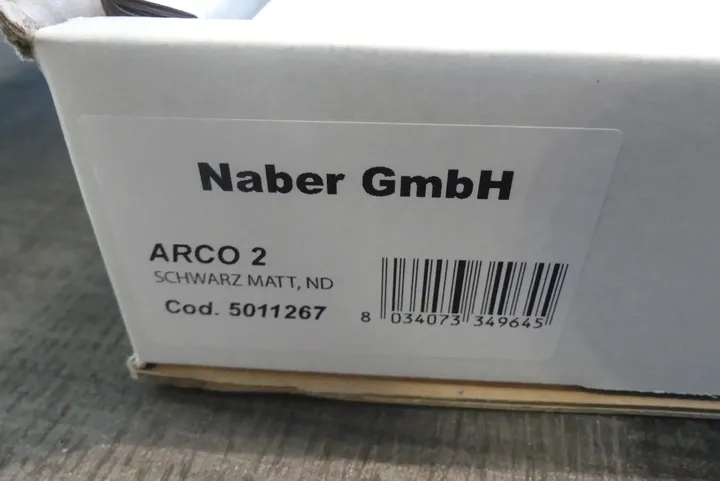 Naber GmbH
ARCO 2
SCHWARZ MATT, ND
Cod. 5011267
8 034073 349645